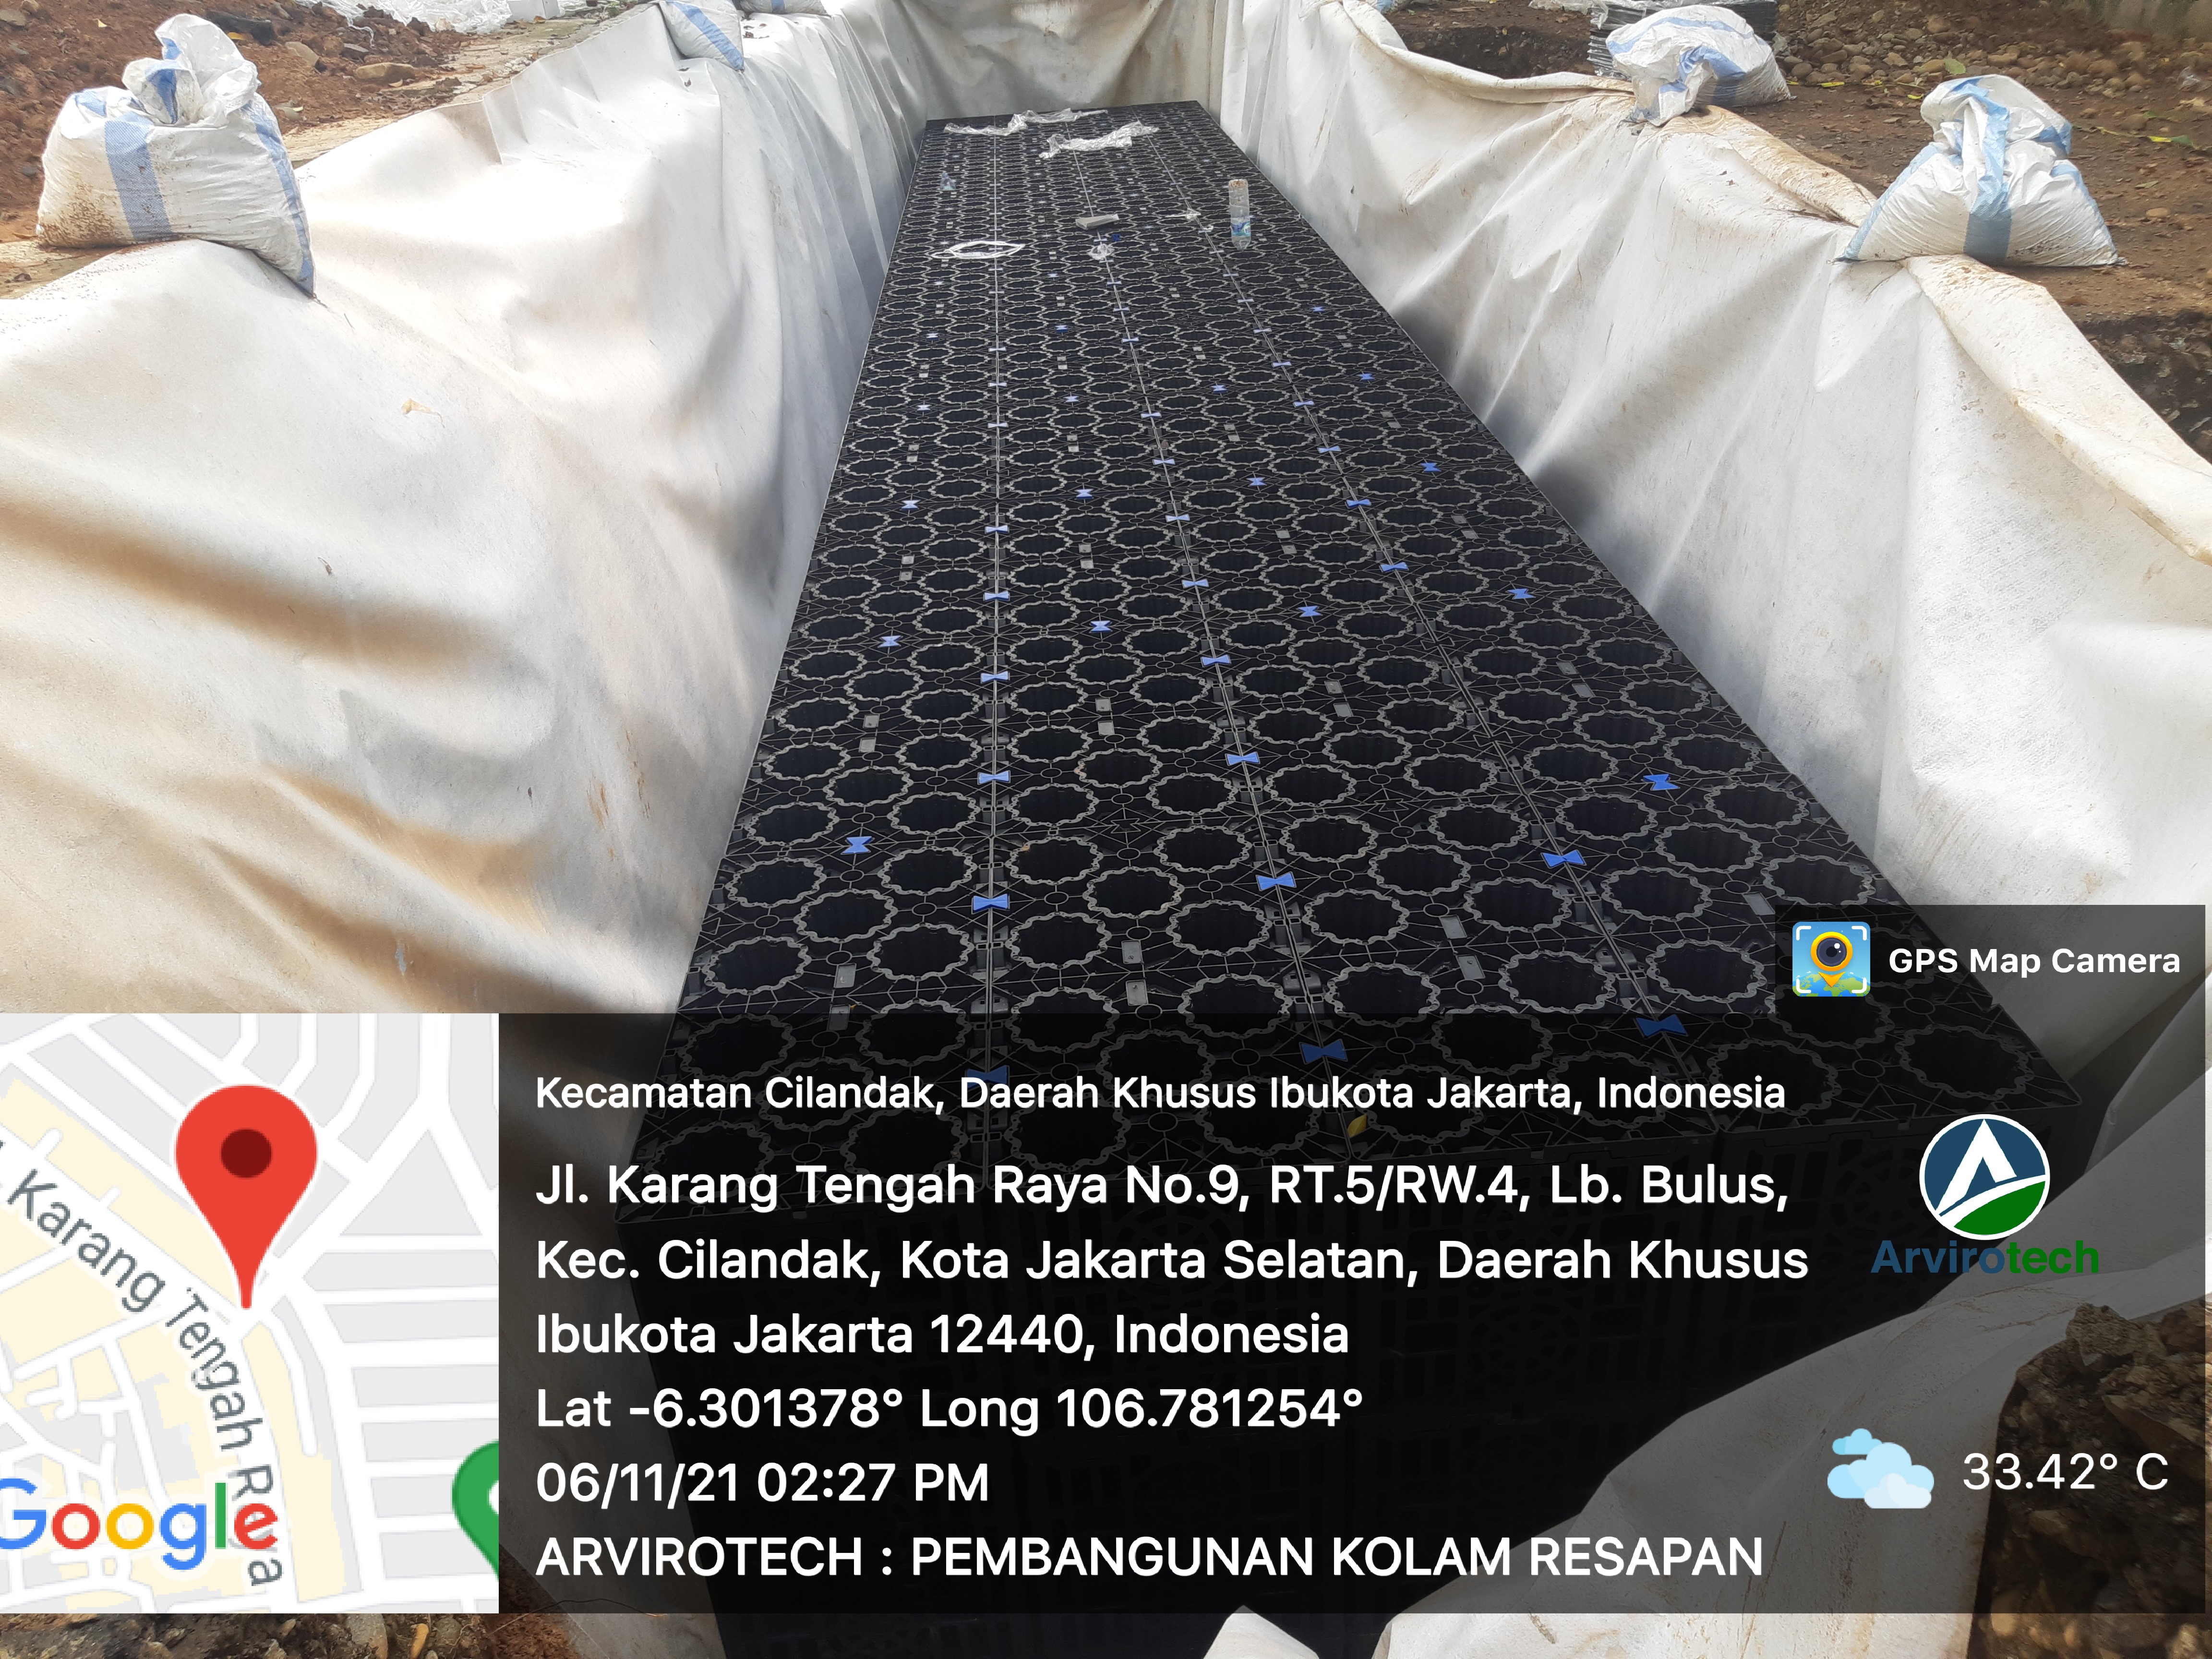 GPS Map Camera
Kecamatan Cilandak, Daerah Khusus Ibukota Jakarta, Indonesia
Jl. Karang Tengah Raya No.9, RT.5/RW.4, Lb. Bulus,
Kec. Cilandak, Kota Jakarta Selatan, Daerah Khusus
Ibukota Jakarta 12440, Indonesia
Lat -6.301378° Long 106.781254°
06/11/21 02:27 PM
ARVIROTECH : PEMBANGUNAN KOLAM RESAPAN
Arvirotech
33.42° C
Karang Tengah Raya
Google